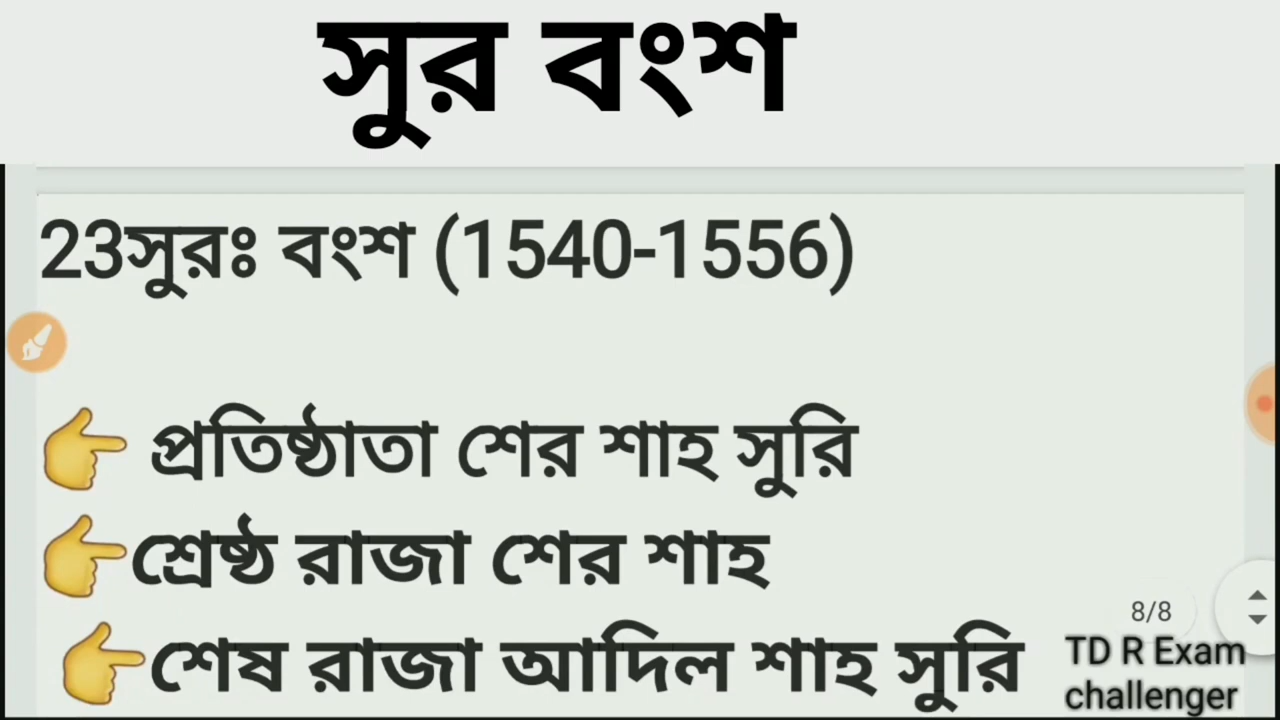 সুর বংশ
23সুরঃ বংশ (1540-1556)
👉 প্রতিষ্ঠাতা শের শাহ সুরি
👉শ্রেষ্ঠ রাজা শের শাহ
👉শেষ রাজা আদিল শাহ সুরি
8/8
TD R Exam
challenger